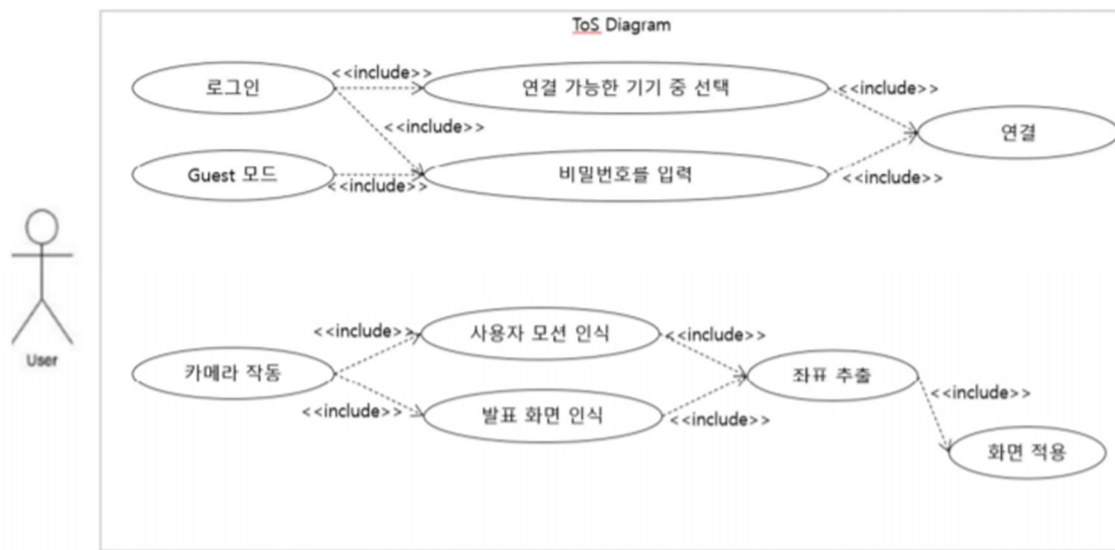 ToS Diagram
로그인
<<include>>
연결 가능한 기기 중 선택
<<include>>
연결
<<include>>
Guest 모드
<<include>>
비밀번호를 입력
<<include>>
User
카메라 작동
<<include>>
사용자 모션 인식
<<include>>
좌표 추출
<<include>>
발표 화면 인식
<<include>>
<<include>>
화면 적용